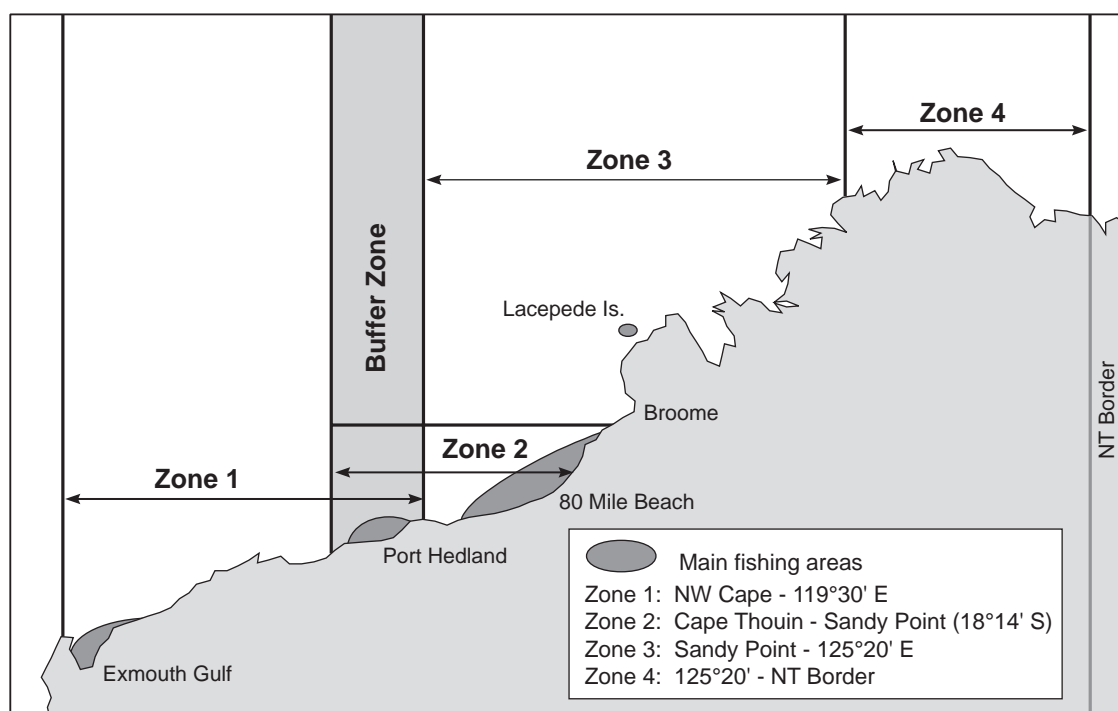 Zone 4
Zone 3
Buffer Zone
Lacepede Is.
Broome
NT Border
Zone 2
Zone 1
80 Mile Beach
Port Hedland
Exmouth Gulf
Main fishing areas
Zone 1: NW Cape - 119°30' E
Zone 2: Cape Thouin - Sandy Point (18°14' S)
Zone 3: Sandy Point - 125°20' E
Zone 4: 125°20' - NT Border